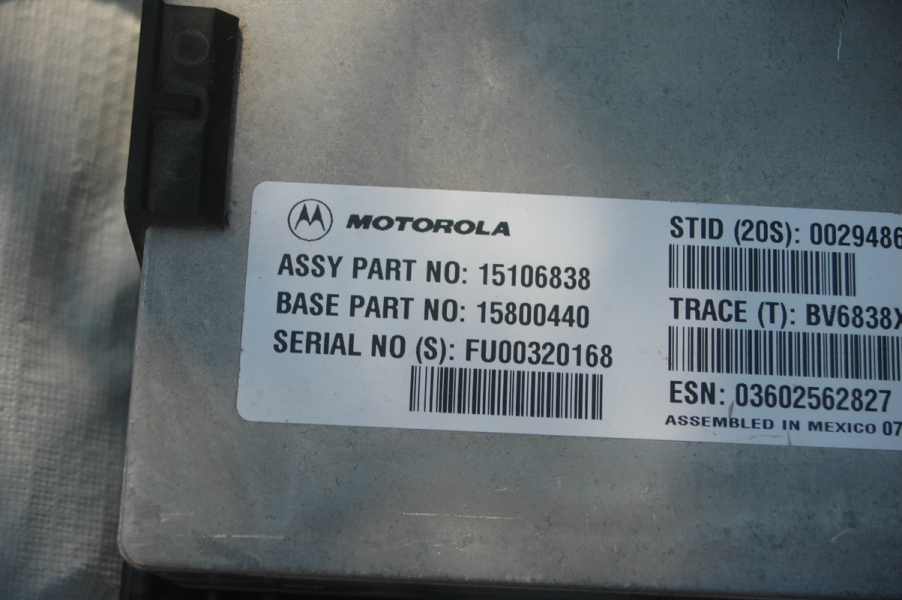 MOTOROLA
ASSY PART NO: 15106838
BASE PART NO: 15800440
SERIAL NO (S): FU00320168
STID (20S): 0029486
TRACE (T): BV6838X
ESN: 03602562827
ASSEMBLED IN MEXICO 07